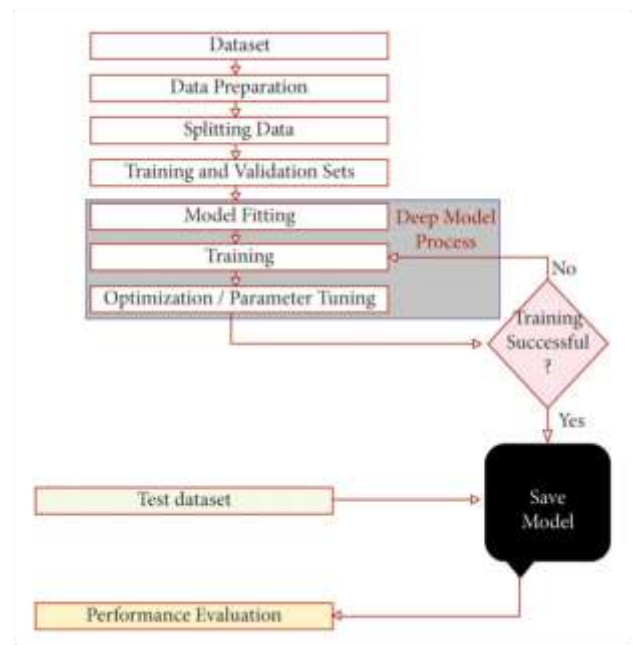 Dataset
Data Preparation
Splitting Data
Training and Validation Sets
Model Fitting
Deep Model
Process
Training
Optimization / Parameter Tuning
No
Training
Successful
?
Yes
Test dataset
Save
Model
Performance Evaluation